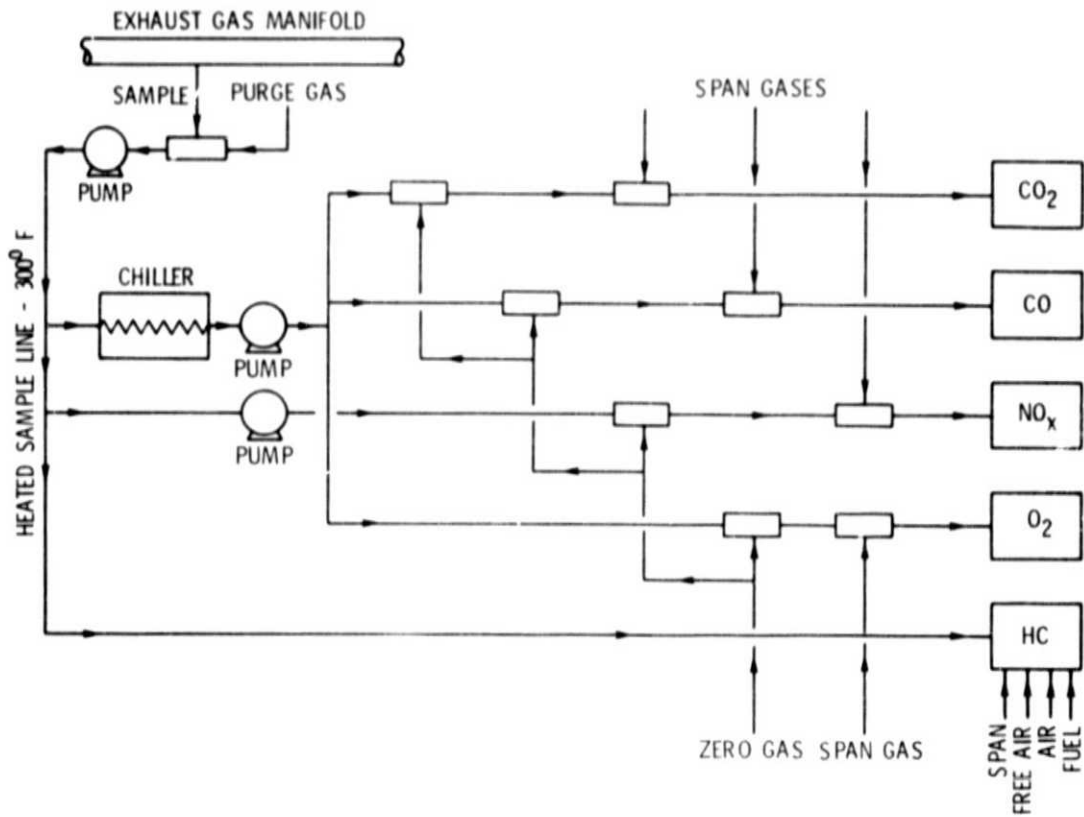 EXHAUST GAS MANIFOLD
SAMPLE
PURGE GAS
SPAN GASES
PUMP
CO2
HEATED SAMPLE LINE - 300° F
CHILLER
CO
PUMP
NOx
PUMP
O2
HC
ZERO GAS
SPAN GAS
SPAN
FREE AIR
AIR
FUEL